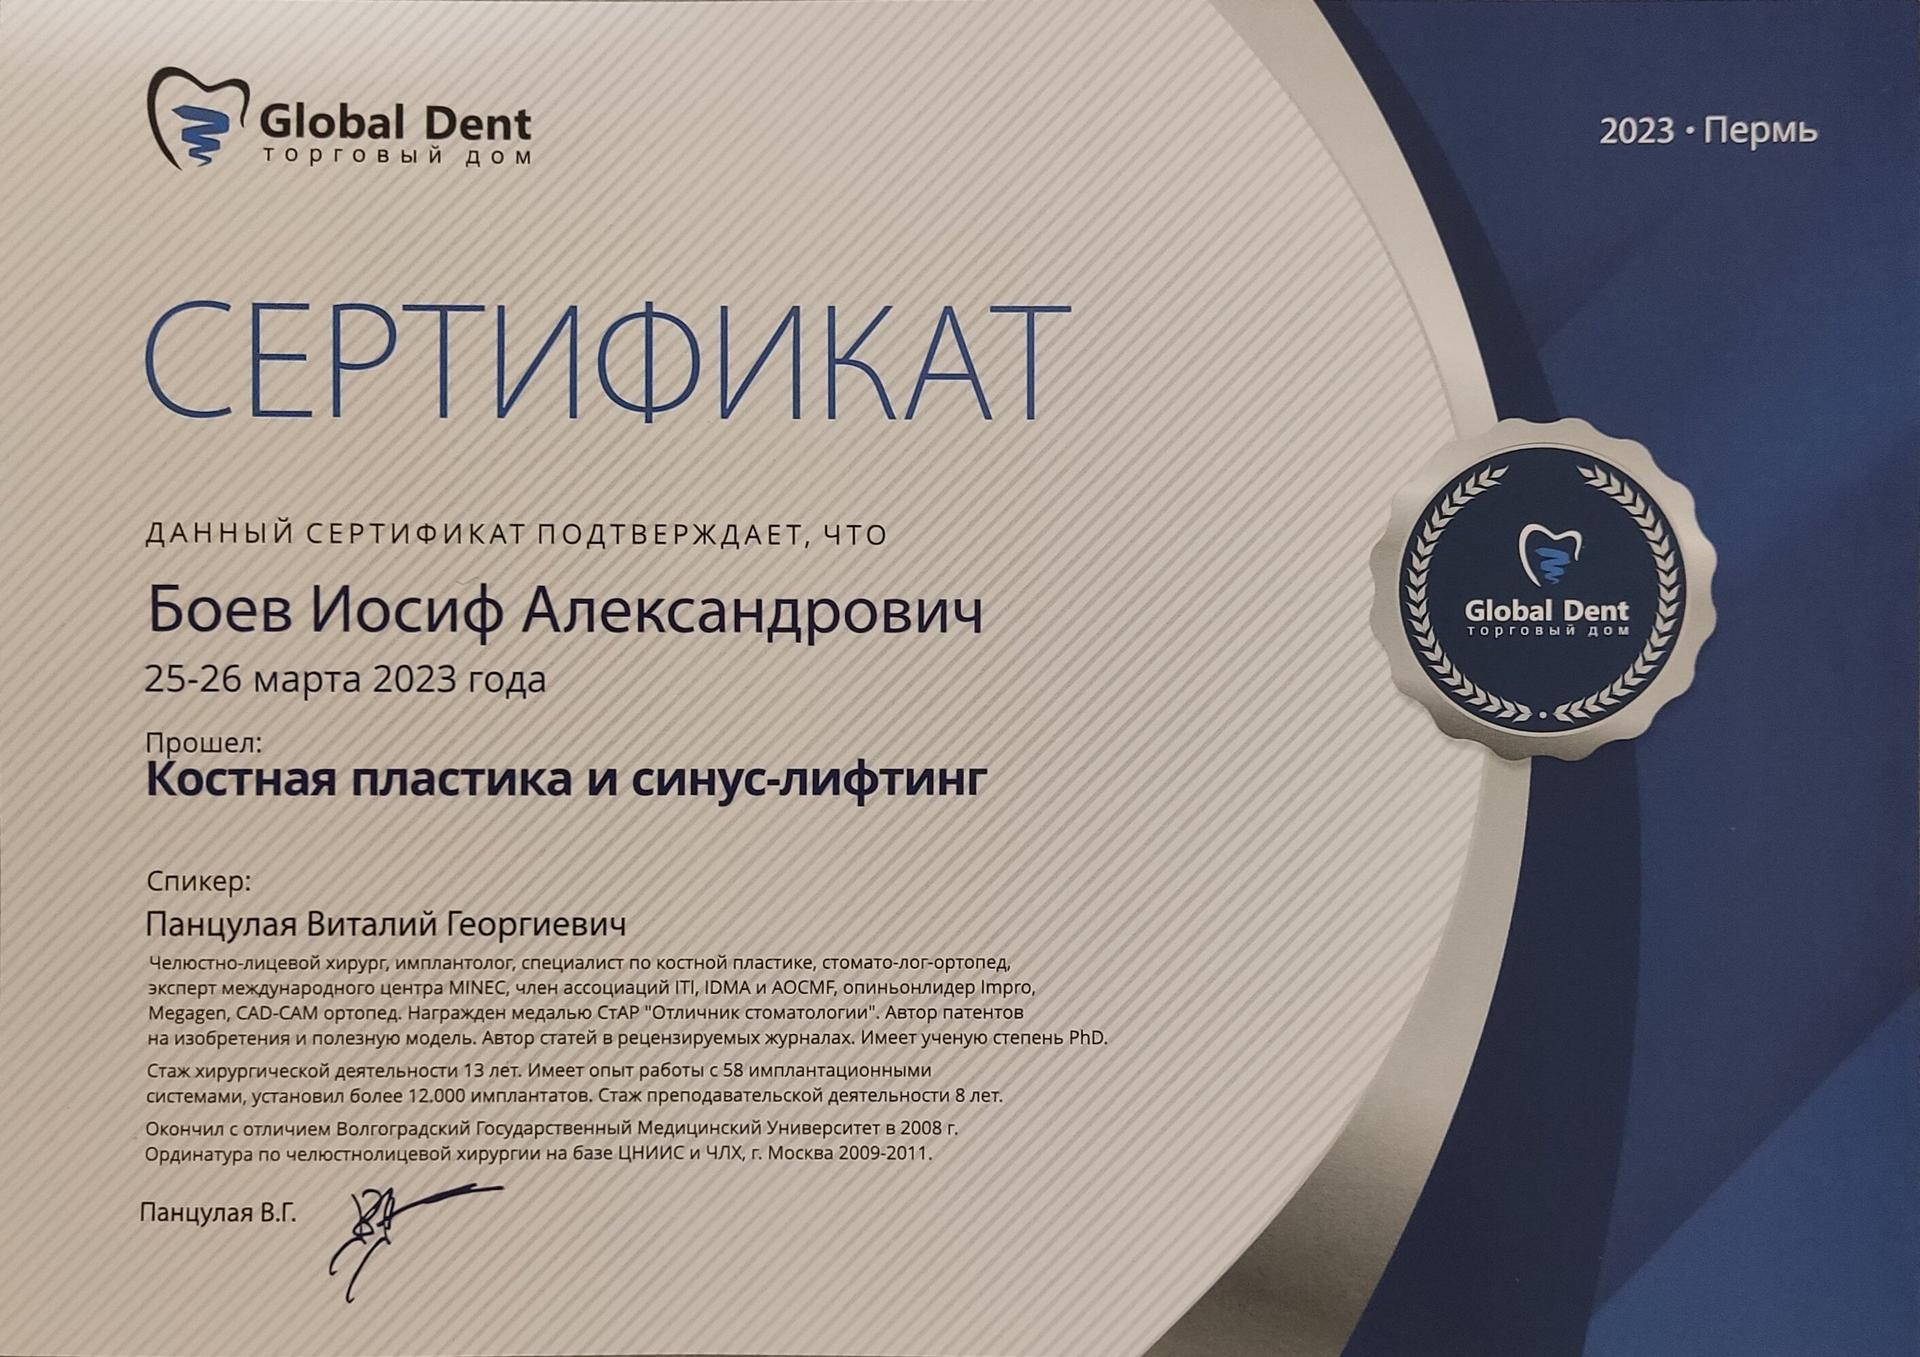 Global Dent
торговый дом
2023 • Пермь
СЕРТИФИКАТ
ДАННЫЙ СЕРТИФИКАТ ПОДТВЕРЖДАЕТ, ЧТО
Боев Иосиф Александрович
25-26 марта 2023 года
Прошел:
Костная пластика и синус-лифтинг
Global Dent
торговый дом
Спикер:
Панцулая Виталий Георгиевич
Челюстно-лицевой хирург, имплантолог, специалист по костной пластике, стомато-лог-ортопед,
эксперт международного центра MINEC, член ассоциаций ITI, IDMA и AOCMF, опиньонлидер Impro,
Megagen, CAD-CAM ортопед. Награжден медалью СтАР "Отличник стоматологии". Автор патентов
на изобретения и полезную модель. Автор статей в рецензируемых журналах. Имеет ученую степень PhD.
Стаж хирургической деятельности 13 лет. Имеет опыт работы с 58 имплантационными
системами, установил более 12.000 имплантатов. Стаж преподавательской деятельности 8 лет.
Окончил с отличием Волгоградский Государственный Медицинский Университет в 2008 г.
Ординатура по челюстнолицевой хирургии на базе ЦНИИС и ЧЛХ, г. Москва 2009-2011.
Панцулая В.Г.